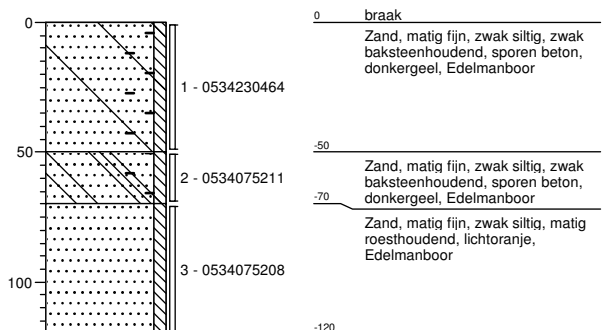 0
50
100
1 - 0534230464
2 - 0534075211
3 - 0534075208
0
braak
Zand, matig fijn, zwak siltig, zwak
baksteenhoudend, sporen beton,
donkergeel, Edelmanboor
-50
Zand, matig fijn, zwak siltig, zwak
baksteenhoudend, sporen beton,
donkergeel, Edelmanboor
-70
Zand, matig fijn, zwak siltig, matig
roesthoudend, lichtoranje,
Edelmanboor
-120